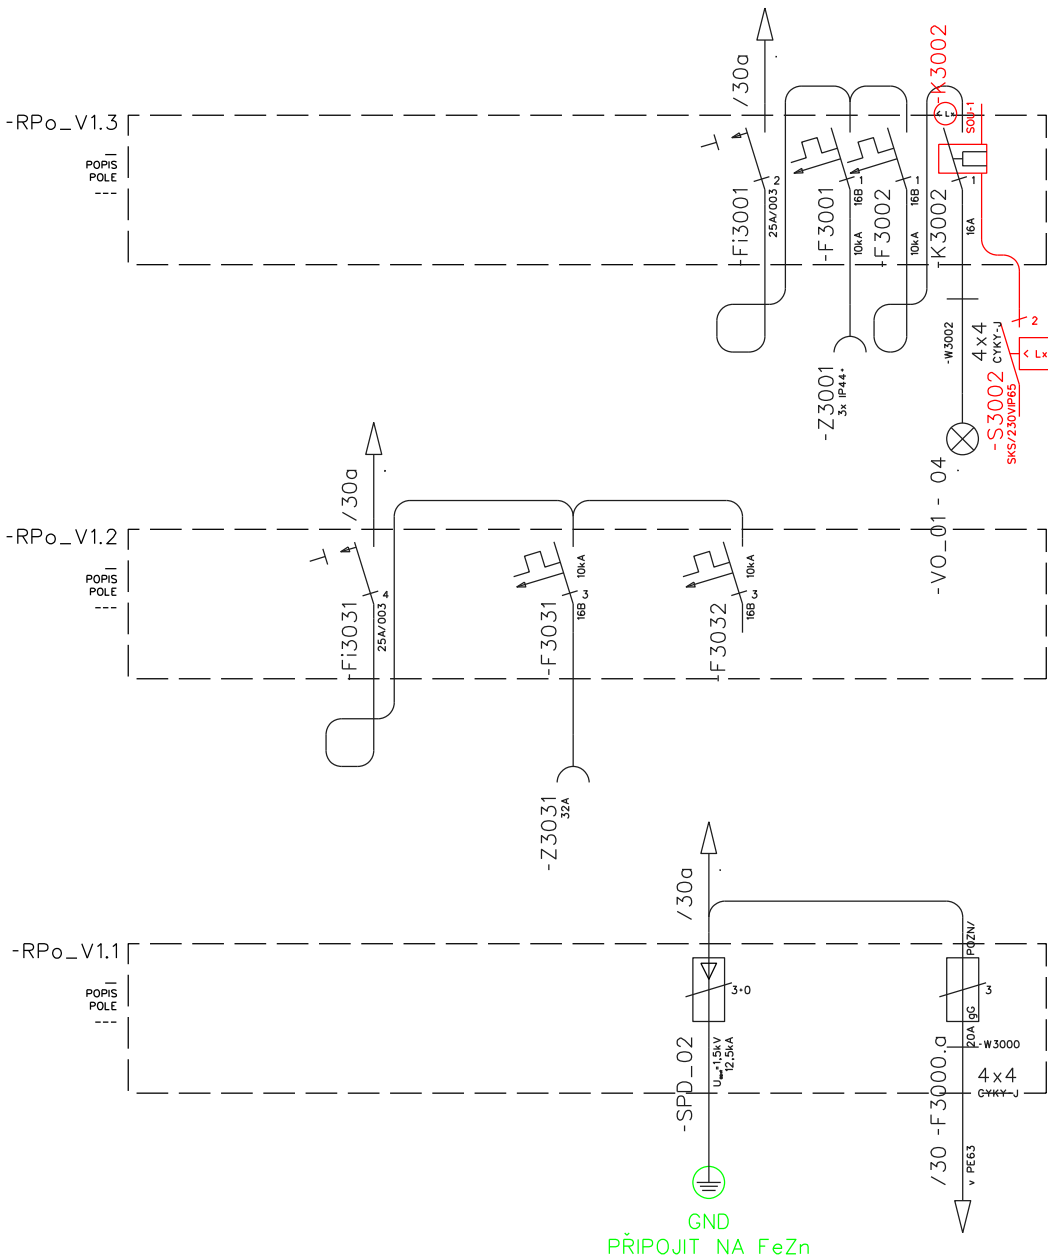 -RPo_V1.3
POPIS
POLE
---
/30a
-Fi3001
2
25A/003
-F3001
1
16B
10kA
-F3002
1
16B
10kA
-K3002
-K3002
< Lx
SOU-1
1
16A
-W3002
4x4
CYKY-J
2
< Lx
-S3002
SKS/230VIP65
-Z3001
3x IP44+
-VO_01 - 04
-RPo_V1.2
POPIS
POLE
---
/30a
-Fi3031
4
25A/003
-F3031
10kA
3
16B
-F3032
10kA
3
16B
-Z3031
32A
-RPo_V1.1
POPIS
POLE
---
/30a
3+0
-SPD_02
1.5kV
12.5kA
POZN/
3
20A gG
-W3000
4x4
CYKY-J
/30 -F3000.a
v PE63
GND
PŘIPOJIT NA FeZn